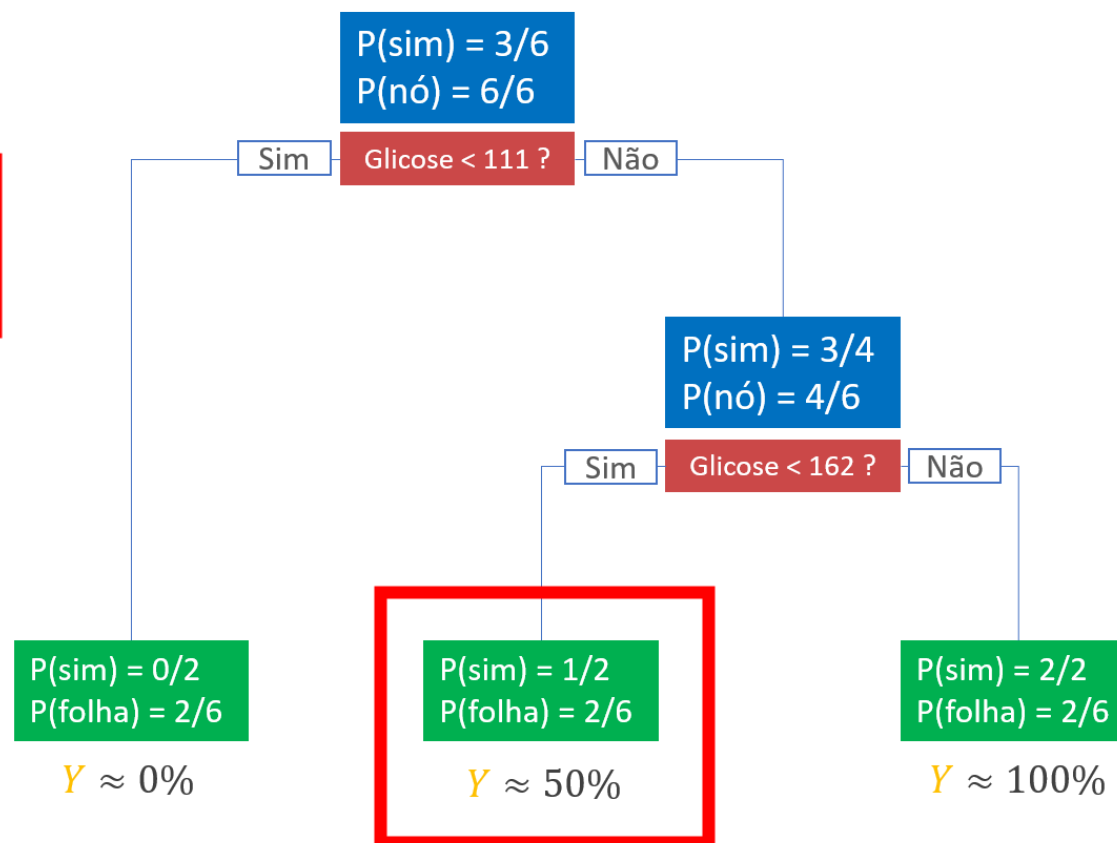 P(sim) = 3/6
P(nó) = 6/6
Sim
Glicose < 111 ?
Não
P(sim) = 3/4
P(nó) = 4/6
Sim
Glicose < 162 ?
Não
P(sim) = 0/2
P(folha) = 2/6
Y ≈ 0%
P(sim) = 1/2
P(folha) = 2/6
Y ≈ 50%
P(sim) = 2/2
P(folha) = 2/6
Y ≈ 100%